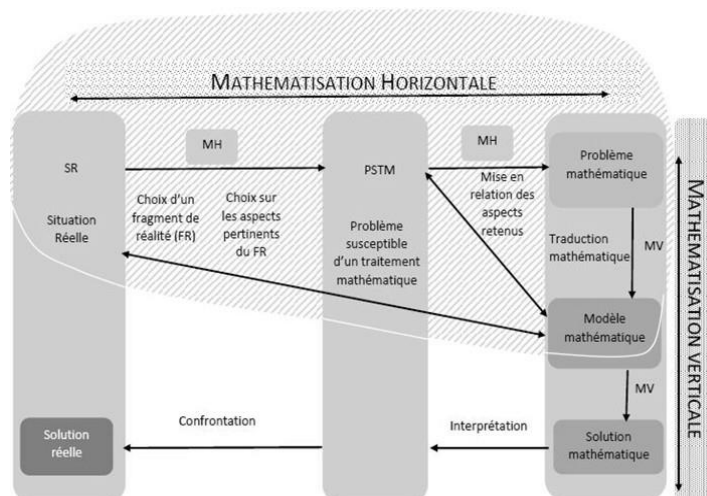 MATHEMATISATION HORIZONTALE
MH
MH
SR
Situation
Réelle
Choix d'un
fragment de
réalité (FR)
Choix sur
les aspects
pertinents
du FR
PSTM
Problème
susceptible
d'un traitement
mathématique
Mise en
relation des
aspects
retenus
Problème
mathématique
Traduction
mathématique
MV
Modèle
mathématique
MV
Solution
mathématique
Interprétation
Confrontation
Solution
réelle
MATHEMATISATION VERTICALE